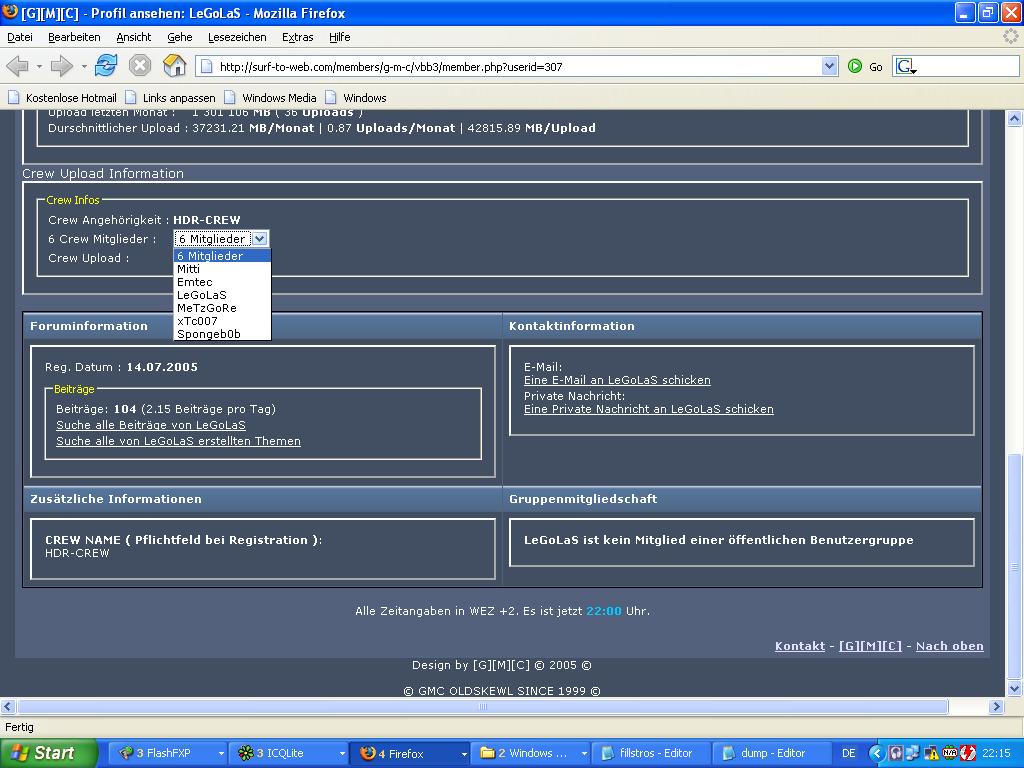 [G][M][C] - Profil ansehen: LeGoLaS - Mozilla Firefox
Datei Bearbeiten Ansicht Gehe Lesezeichen Extras Hilfe
http://surf-to-web.com/members/g-m-c/vbb3/member.php?userid=307 Go G
Kostenlose Hotmail Links anpassen Windows Media Windows
Upload letzten Monat : 1 301 106 MB ( 36 Uploads )
Durschnittlicher Upload : 37231.21 MB/Monat | 0.87 Uploads/Monat | 42815.89 MB/Upload
Crew Upload Information
Crew Infos
Crew Angehörigkeit : HDR-CREW
6 Crew Mitglieder : 6 Mitglieder
Crew Upload :
6 Mitglieder
Mitti
Emtec
LeGoLaS
MeTzGoRe
xTc007
Spongeb0b
Foruminformation
Reg. Datum : 14.07.2005
Beiträge
Beiträge: 104 (2.15 Beiträge pro Tag)
Suche alle Beiträge von LeGoLaS
Suche alle von LeGoLaS erstellten Themen
Kontaktinformation
E-Mail:
Eine E-Mail an LeGoLaS schicken
Private Nachricht:
Eine Private Nachricht an LeGoLaS schicken
Zusätzliche Informationen
CREW NAME ( Pflichtfeld bei Registration ):
HDR-CREW
Gruppenmitgliedschaft
LeGoLaS ist kein Mitglied einer öffentlichen Benutzergruppe
Alle Zeitangaben in WEZ +2. Es ist jetzt 22:00 Uhr.
Kontakt - [G][M][C] - Nach oben
Design by [G][M][C] © 2005 ©
© GMC OLDSKEWL SINCE 1999 ©
Fertig
Start 3 FlashFXP 3 ICQLite 4 Firefox 2 Windows ... fillstros - Editor dump - Editor DE 22:15